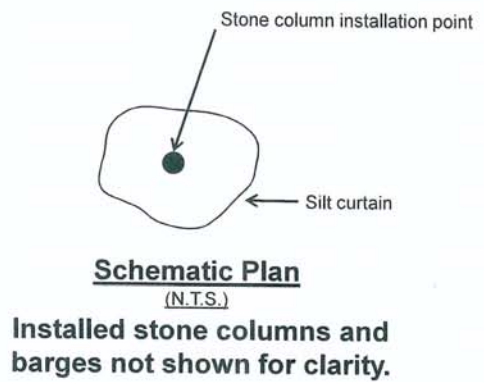 Stone column installation point
Silt curtain
Schematic Plan
(N.T.S.)
Installed stone columns and
barges not shown for clarity.